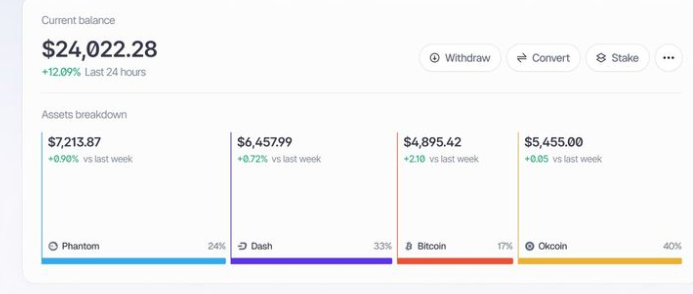 Current balance
$24,022.28
+12.09% Last 24 hours
Withdraw
Convert
Stake
Assets breakdown
$7,213.87
+0.90% vs last week
Phantom 24%
$6,457.99
+0.72% vs last week
Dash 33%
$4,895.42
+2.10 vs last week
Bitcoin 17%
$5,455.00
+0.05 vs last week
Okcoin 40%